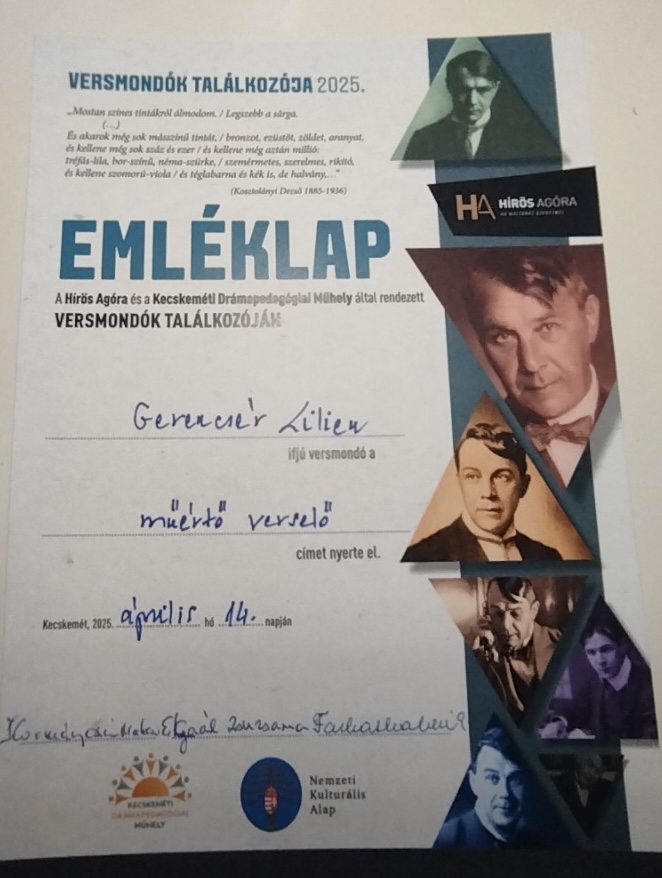 VERSMONDÓK TALÁLKOZÓJA 2025.
„Mostan színes tintákról álmodom. / Legszebb a sárga.
(...)
És akarok még sok másszínű tintát, / bronzot, ezüstöt, zöldet, aranyat,
és kellene még sok száz és ezer / és kellene még aztán millió:
tréfás-lila, bor-színű, néma-szürke, / szemérmetes, szerelmes, rikító,
és kellene szomorú-viola / és téglabarna és kék is, de halvány,..."
(Kosztolányi Dezső 1885-1936)
HA HÍRÖS AGÓRA
EMLÉKLAP
A Hírös Agóra és a Kecskeméti Drámapedagógiai Műhely által rendezett
VERSMONDÓK TALÁLKOZÓJÁN
Gerencsér Lilien
ifjú versmondó a
műértő verselő
címet nyerte el.
Kecskemét, 2025. április hó 14. napján
Gaál Zsuzsanna
KECSKEMÉTI
DRÁMAPEDAGÓGIAI
MŰHELY
Nemzeti
Kulturális
Alap